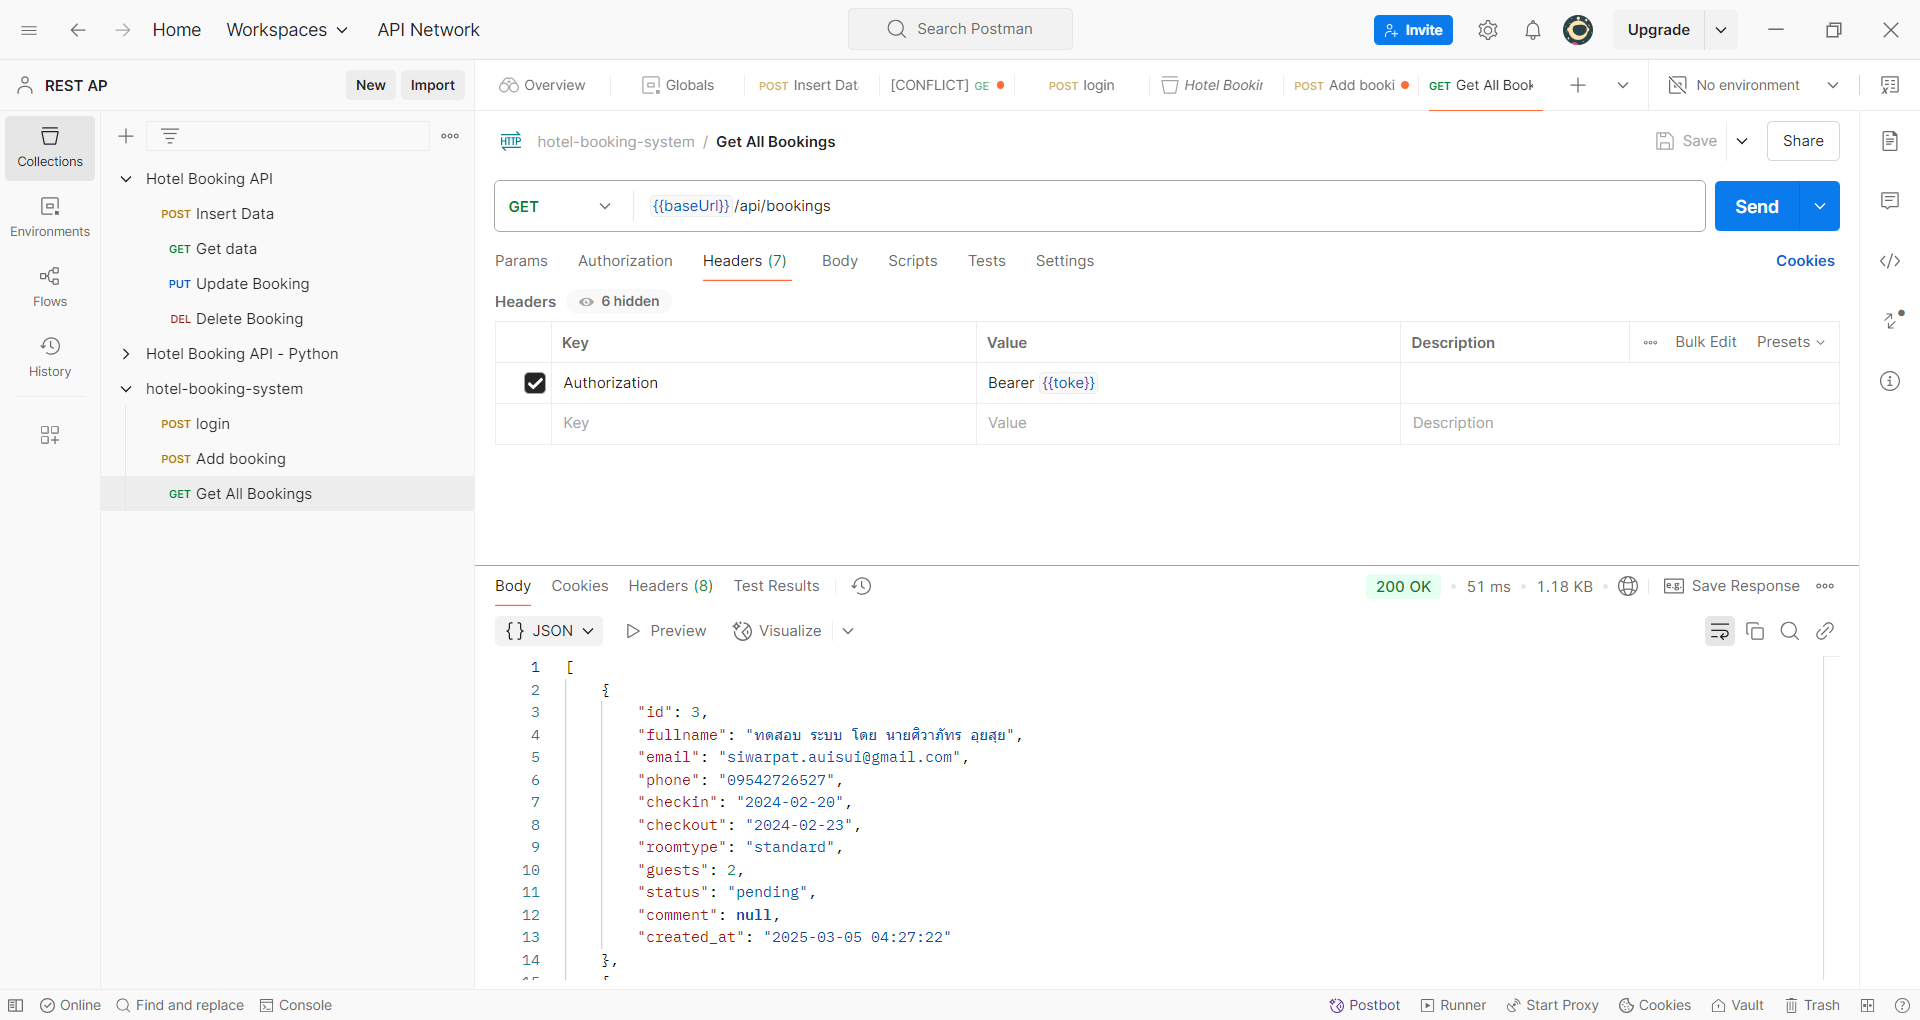 Home
Workspaces
API Network
Search Postman
Invite
Upgrade
REST AP
New
Import
Overview
Globals
POST Insert Dat
[CONFLICT] GE
POST login
Hotel Bookir
POST Add booki
GET Get All Book
No environment
Collections
Environments
Flows
History
Hotel Booking API
POST Insert Data
GET Get data
PUT Update Booking
DEL Delete Booking
Hotel Booking API - Python
hotel-booking-system
POST login
POST Add booking
GET Get All Bookings
HTTP hotel-booking-system / Get All Bookings
Save
Share
GET
{{baseUrl}} /api/bookings
Send
Params
Authorization
Headers (7)
Body
Scripts
Tests
Settings
Cookies
Headers
6 hidden
Key
Value
Description
Bulk Edit
Presets
Authorization
Bearer {{toke}}
Key
Value
Description
Body
Cookies
Headers (8)
Test Results
200 OK
51 ms
1.18 KB
e.g. Save Response
{} JSON
Preview
Visualize
1 [
2 {
3 "id": 3,
4 "fullname": "ทดสอบ ระบบ โดย นายศิวาภัทร อุยสุย",
5 "email": "siwarpat.auisui@gmail.com",
6 "phone": "09542726527",
7 "checkin": "2024-02-20",
8 "checkout": "2024-02-23",
9 "roomtype": "standard",
10 "guests": 2,
11 "status": "pending",
12 "comment": null,
13 "created_at": "2025-03-05 04:27:22"
14 },
Online
Find and replace
Console
Postbot
Runner
Start Proxy
Cookies
Vault
Trash